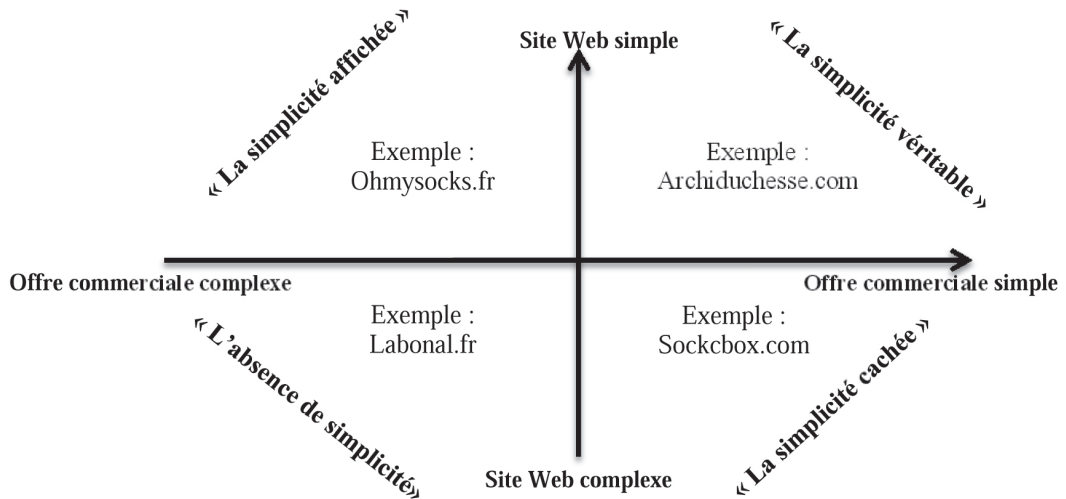 « La simplicité affichée »
Site Web simple
« La simplicité véritable »
Exemple :
Ohmysocks.fr
Exemple :
Archiduchesse.com
Offre commerciale complexe
Offre commerciale simple
Exemple :
Labonal.fr
Exemple :
Sockcbox.com
« L’absence de simplicité»
« La simplicité cachée »
Site Web complexe